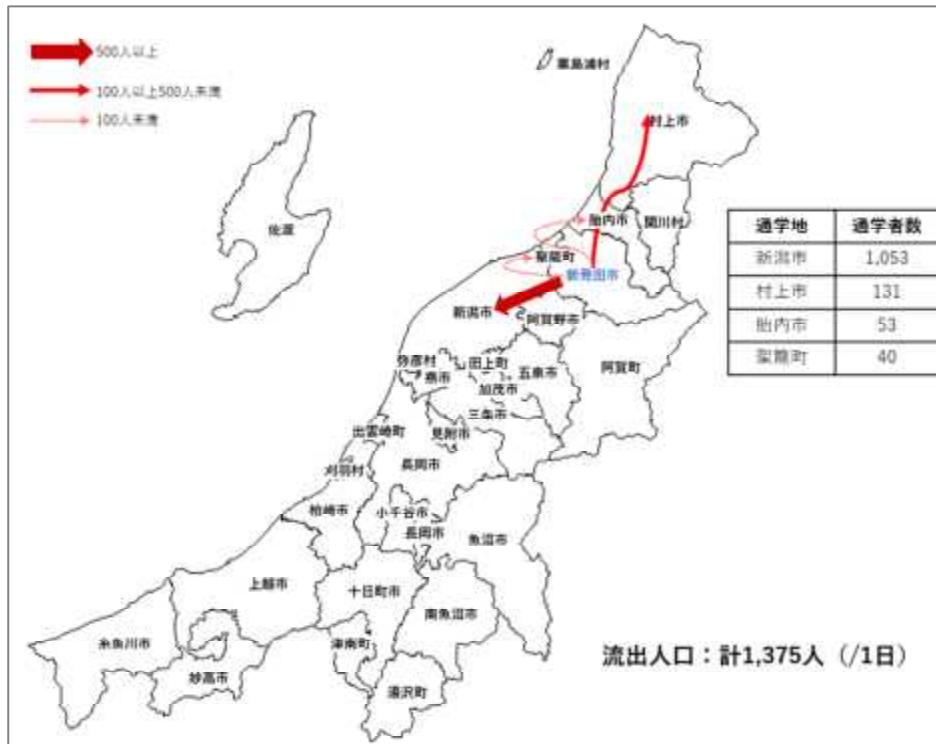 500人以上
100人以上500人未満
100人未満
粟島浦村
村上市
佐渡
胎内市
関川村
聖籠町
新発田市
新潟市
阿賀野市
弥彦村
燕市
田上町
加茂市
五泉市
阿賀町
三条市
出雲崎町
見附市
刈羽村
長岡市
柏崎市
小千谷市
長岡市
魚沼市
上越市
十日町市
南魚沼市
糸魚川市
妙高市
津南町
湯沢町
通学地 通学者数
新潟市 1,053
村上市 131
胎内市 53
聖籠町 40
流出人口：計1,375人（/1日）